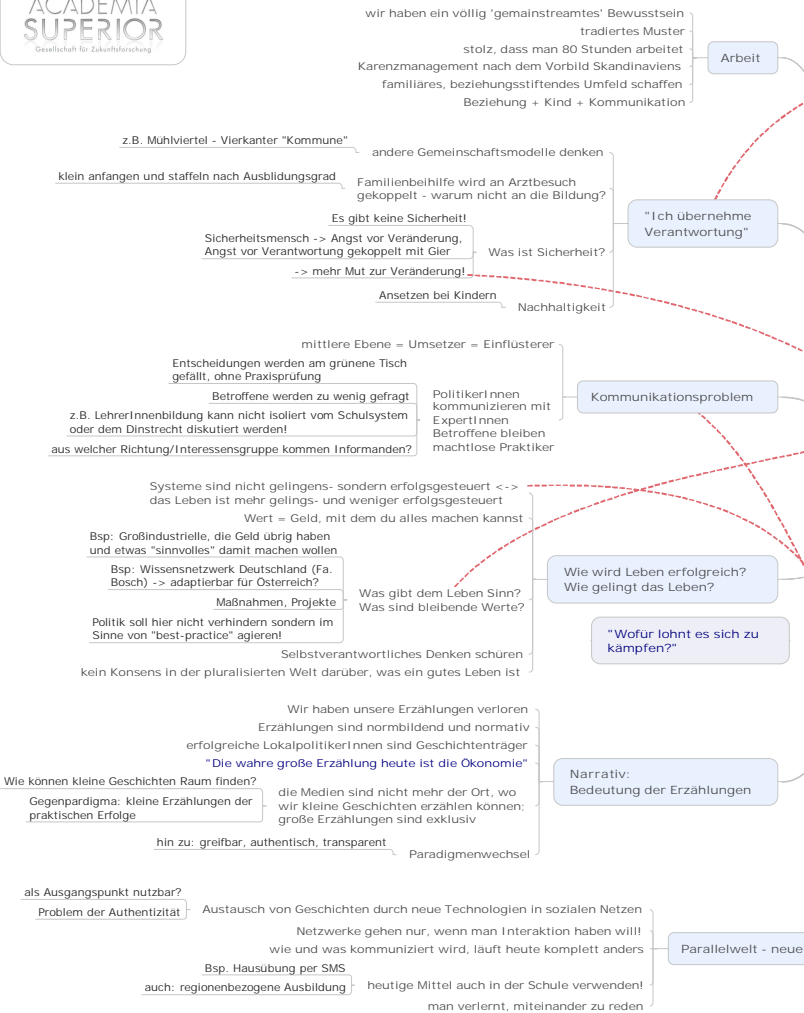 ACADEMIA
SUPERIOR
Gesellschaft für Zukunftsforschung
wir haben ein völlig 'gemainstreamtes' Bewusstsein
tradiertes Muster
stolz, dass man 80 Stunden arbeitet
Karenzmanagement nach dem Vorbild Skandinaviens
familiäres, beziehungsstiftendes Umfeld schaffen
Beziehung + Kind + Kommunikation
Arbeit
z.B. Mühlviertel - Vierkanter "Kommune"
andere Gemeinschaftsmodelle denken
klein anfangen und staffeln nach Ausblidungsgrad
Familienbeihilfe wird an Arztbesuch
gekoppelt - warum nicht an die Bildung?
Es gibt keine Sicherheit!
Sicherheitsmensch -> Angst vor Veränderung,
Angst vor Verantwortung gekoppelt mit Gier
-> mehr Mut zur Veränderung!
Was ist Sicherheit?
Ansetzen bei Kindern
Nachhaltigkeit
"Ich übernehme
Verantwortung"
mittlere Ebene = Umsetzer = Einflüsterer
Entscheidungen werden am grünene Tisch
gefällt, ohne Praxisprüfung
Betroffene werden zu wenig gefragt
z.B. LehrerInnenbildung kann nicht isoliert vom Schulsystem
oder dem Dinstrecht diskutiert werden!
aus welcher Richtung/Interessensgruppe kommen Informanden?
PolitikerInnen
kommunizieren mit
ExpertInnen
Betroffene bleiben
machtlose Praktiker
Kommunikationsproblem
Systeme sind nicht gelingens- sondern erfolgsgesteuert <->
das Leben ist mehr gelings- und weniger erfolgsgesteuert
Wert = Geld, mit dem du alles machen kannst
Bsp: Großindustrielle, die Geld übrig haben
und etwas "sinnvolles" damit machen wollen
Bsp: Wissensnetzwerk Deutschland (Fa.
Bosch) -> adaptierbar für Österreich?
Maßnahmen, Projekte
Politik soll hier nicht verhindern sondern im
Sinne von "best-practice" agieren!
Was gibt dem Leben Sinn?
Was sind bleibende Werte?
Selbstverantwortliches Denken schüren
kein Konsens in der pluralisierten Welt darüber, was ein gutes Leben ist
Wie wird Leben erfolgreich?
Wie gelingt das Leben?
"Wofür lohnt es sich zu
kämpfen?"
Wir haben unsere Erzählungen verloren
Erzählungen sind normbildend und normativ
erfolgreiche LokalpolitikerInnen sind Geschichtenträger
"Die wahre große Erzählung heute ist die Ökonomie"
Wie können kleine Geschichten Raum finden?
Gegenpardigma: kleine Erzählungen der
praktischen Erfolge
die Medien sind nicht mehr der Ort, wo
wir kleine Geschichten erzählen können;
große Erzählungen sind exklusiv
hin zu: greifbar, authentisch, transparent
Paradigmenwechsel
Narrativ:
Bedeutung der Erzählungen
als Ausgangspunkt nutzbar?
Problem der Authentizität
Austausch von Geschichten durch neue Technologien in sozialen Netzen
Netzwerke gehen nur, wenn man Interaktion haben will!
wie und was kommuniziert wird, läuft heute komplett anders
Bsp. Hausübung per SMS
auch: regionenbezogene Ausbildung
heutige Mittel auch in der Schule verwenden!
man verlernt, miteinander zu reden
Parallelwelt - neue